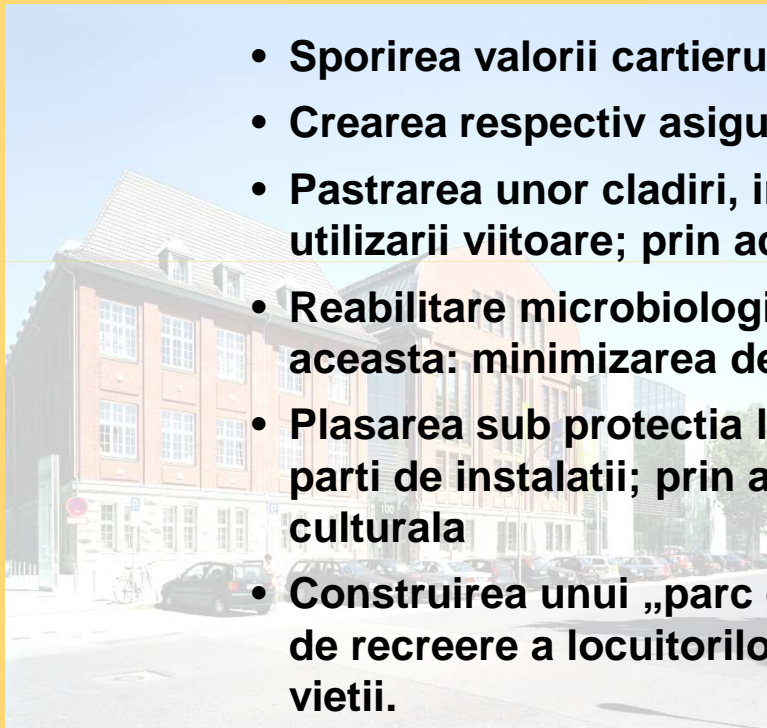 • Sporirea valorii cartieru
• Crearea respectiv asigu
• Pastrarea unor cladiri, i
utilizarii viitoare; prin a
• Reabilitare microbiologi
aceasta: minimizarea de
• Plasarea sub protectia l
parti de instalatii; prin a
culturala
• Construirea unui „parc
de recreere a locuitorilo
vietii.
100